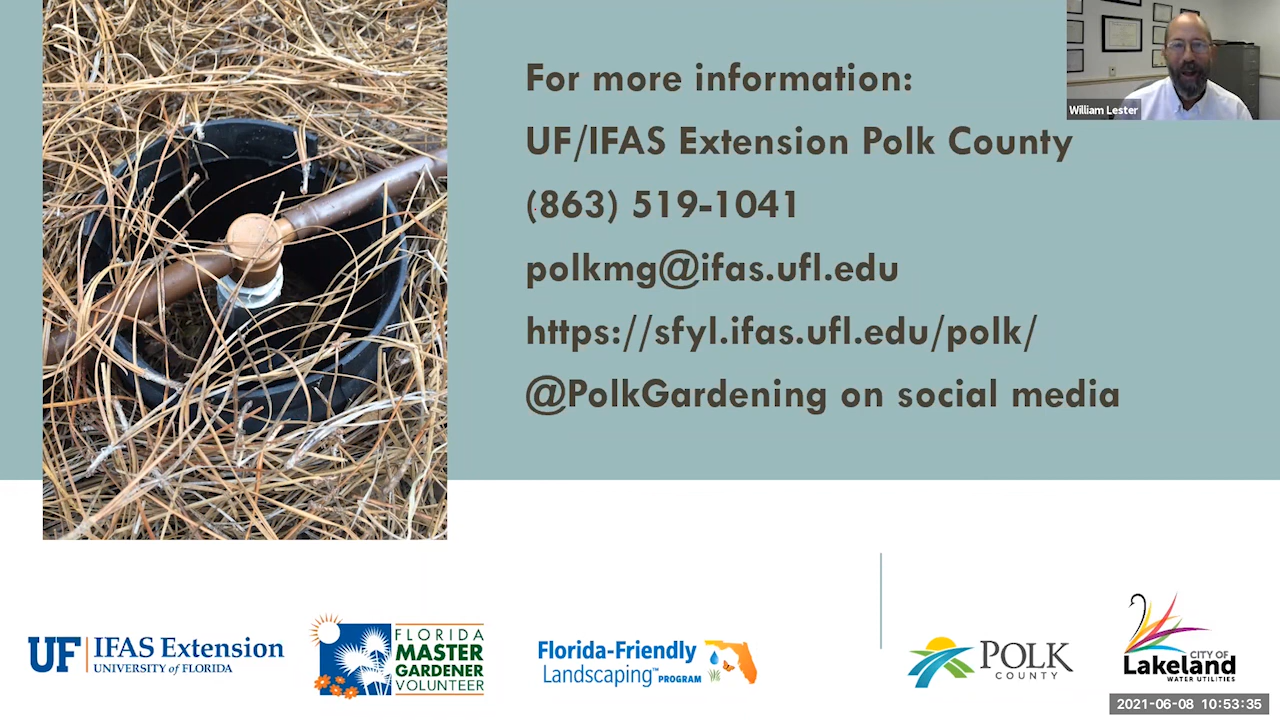 For more information:
William Lester
UF/IFAS Extension Polk County
(863) 519-1041
polkmg@ifas.ufl.edu
https://sfyl.ifas.ufl.edu/polk/
@PolkGardening on social media
UF IFAS Extension
UNIVERSITY of FLORIDA
FLORIDA
MASTER
GARDENER
VOLUNTEER
Florida-Friendly
Landscaping™ PROGRAM
POLK
COUNTY
CITY OF
Lakeland
WATER UTILITIES
2021-06-08 10:53:35